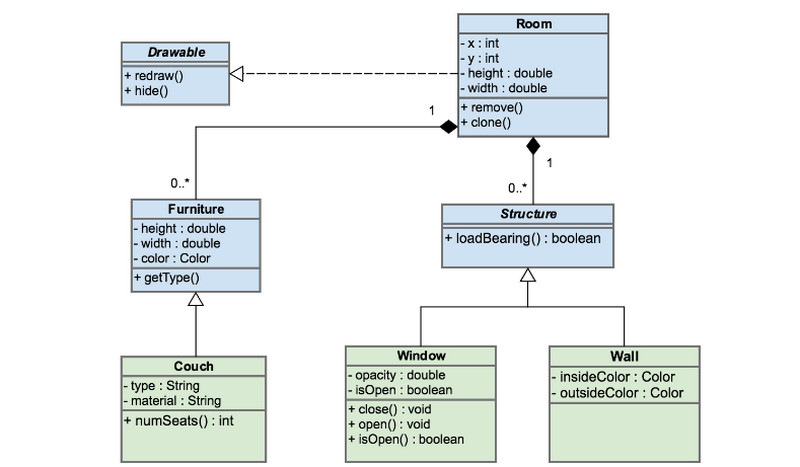 Drawable
+ redraw()
+ hide()
Room
- x : int
- y : int
- height : double
- width : double
+ remove()
+ clone()
1
0..*
1
0..*
Furniture
- height : double
- width : double
- color : Color
+ getType()
Structure
+ loadBearing() : boolean
Couch
- type : String
- material : String
+ numSeats() : int
Window
- opacity : double
- isOpen : boolean
+ close() : void
+ open() : void
+ isOpen() : boolean
Wall
- insideColor : Color
- outsideColor : Color